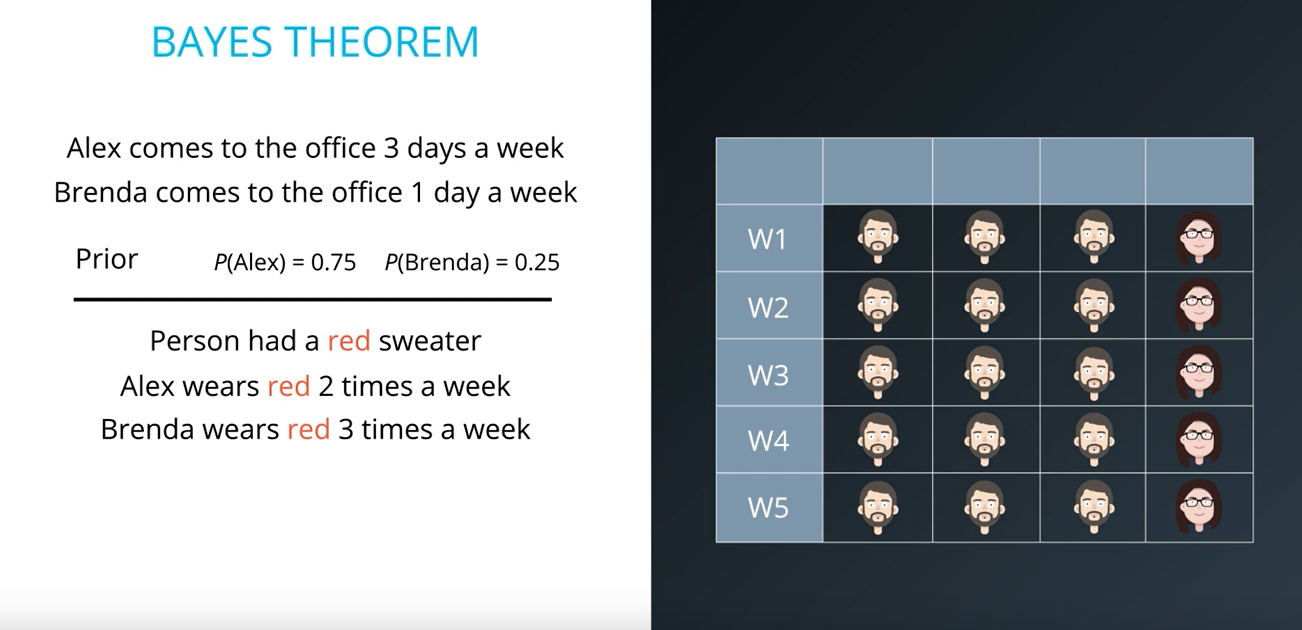 BAYES THEOREM
Alex comes to the office 3 days a week
Brenda comes to the office 1 day a week
Prior P(Alex) = 0.75 P(Brenda) = 0.25
Person had a red sweater
Alex wears red 2 times a week
Brenda wears red 3 times a week
W1
W2
W3
W4
W5